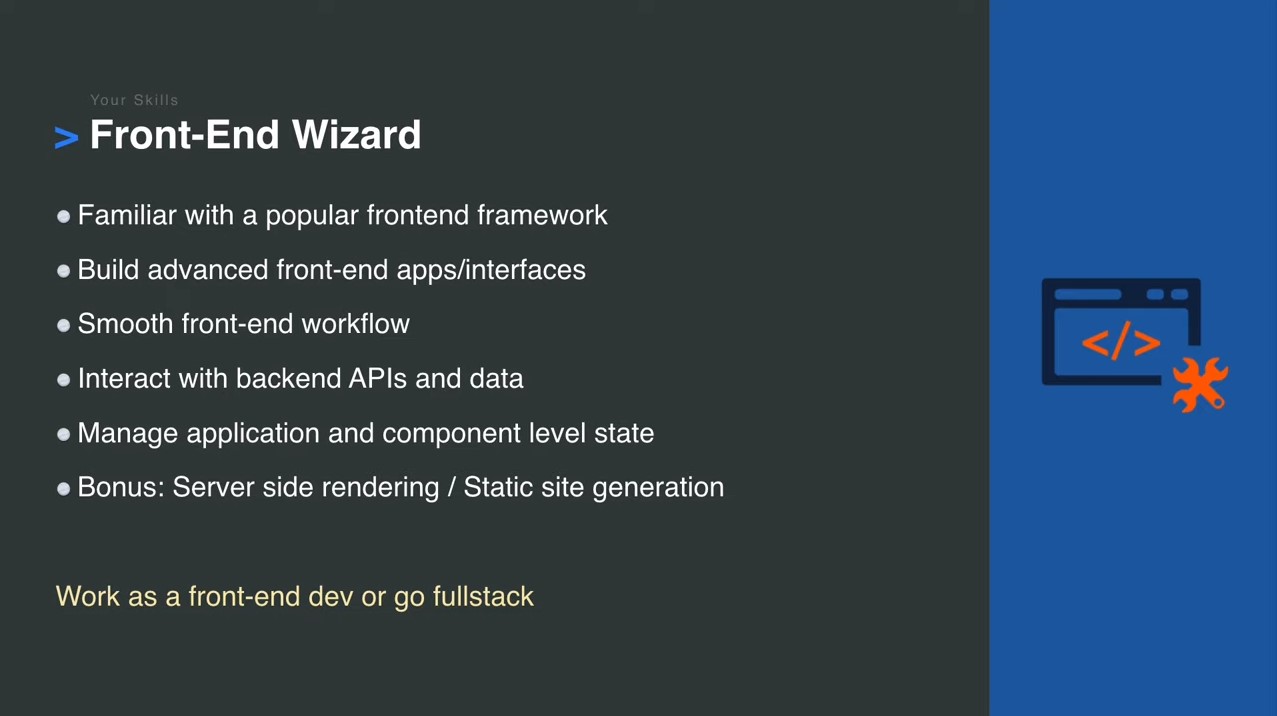 Your Skills
> Front-End Wizard
Familiar with a popular frontend framework
Build advanced front-end apps/interfaces
Smooth front-end workflow
Interact with backend APIs and data
Manage application and component level state
Bonus: Server side rendering / Static site generation
Work as a front-end dev or go fullstack
</>